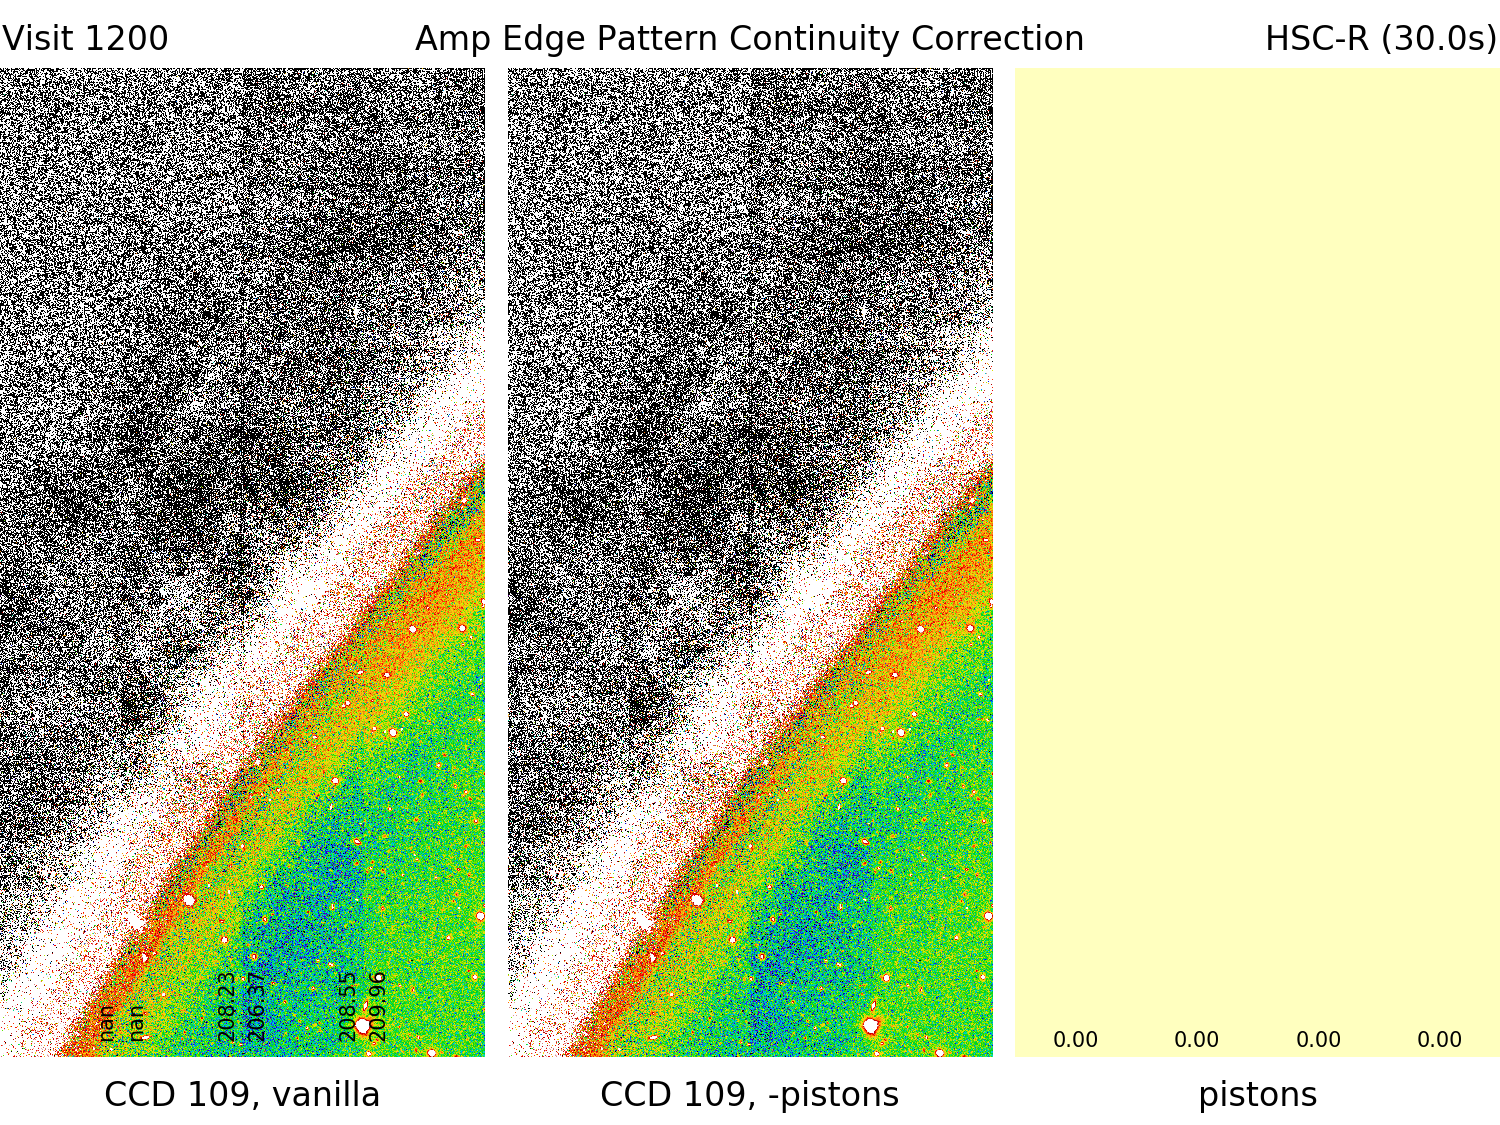 Visit 1200
Amp Edge Pattern Continuity Correction
HSC-R (30.0s)
nan
nan
208.23
206.37
208.55
209.96
0.00
0.00
0.00
0.00
CCD 109, vanilla
CCD 109, -pistons
pistons